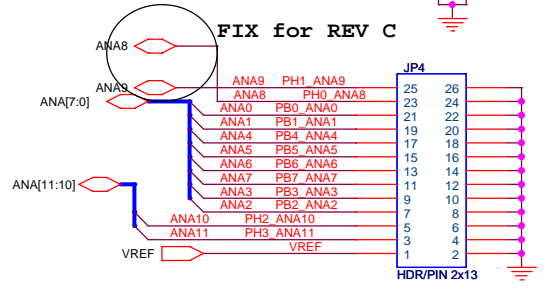 FIX for REV C
ANA8
JP4
ANA9
ANA9 PH1_ANA9 25 26
ANA[7:0]
ANA8 PH0_ANA8 23 24
ANA0 PB0_ANA0 21 22
ANA1 PB1_ANA1 19 20
ANA4 PB4_ANA4 17 18
ANA5 PB5_ANA5 15 16
ANA6 PB6_ANA6 13 14
ANA7 PB7_ANA7 11 12
ANA[11:10]
ANA3 PB3_ANA3 9 10
ANA2 PB2_ANA2 7 8
ANA10 PH2_ANA10 5 6
ANA11 PH3_ANA11 3 4
VREF VREF 1 2
HDR/PIN 2x13